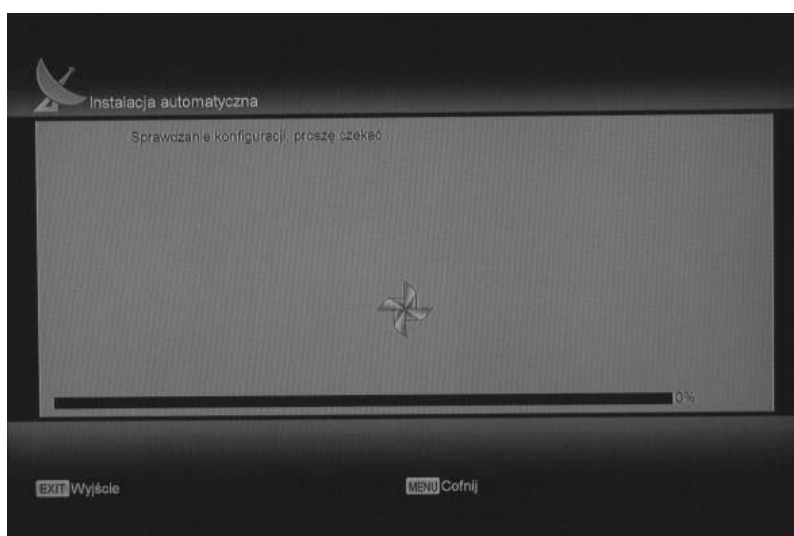 Instalacja automatyczna
Sprawdzanie konfiguracji, proszę czekać...
0%
EXIT Wyjście
MENU Cofnij